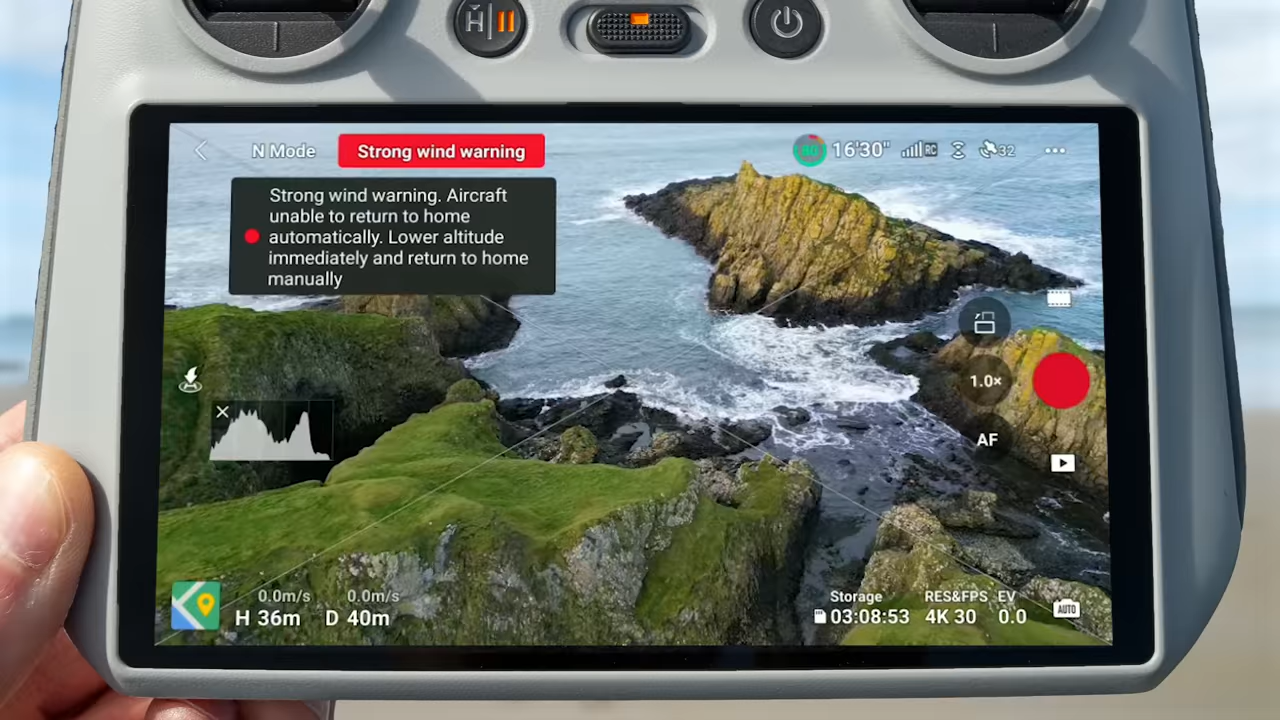 H
N Mode
Strong wind warning
80
16'30"
RC
32
Strong wind warning. Aircraft
unable to return to home
automatically. Lower altitude
immediately and return to home
manually
1.0×
AF
0.0m/s
0.0m/s
H 36m
D 40m
Storage
RES&FPS
EV
03:08:53
4K 30
0.0
AUTO